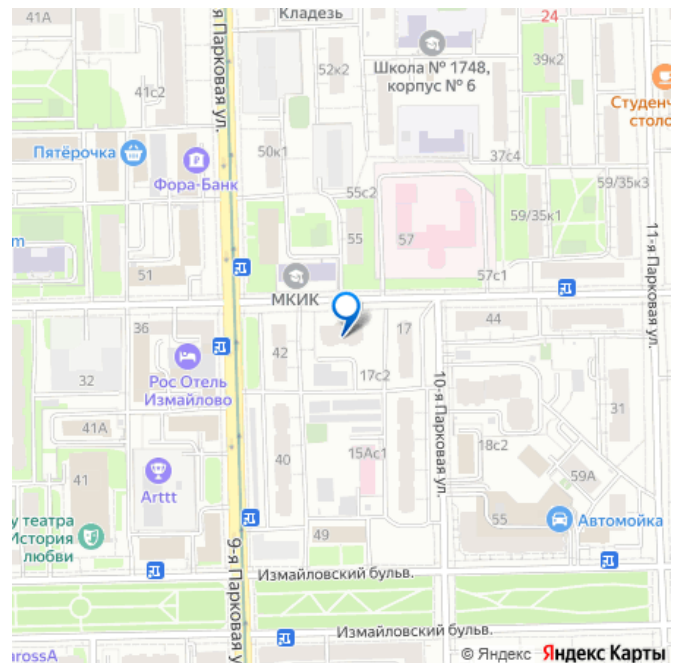 41А
Кладезь
24
я Парковая ул.
52к2
Школа № 1748,
корпус № 6
39к2
41с2
Студенч
столо
Пятёрочка
50к1
Фора-Банк
37с4
55с2
59/35к3
55
57
59/35к1
m
51
57с1
11-я Парковая ул.
МКИК
36
17
44
42
Рос Отель
Измайлово
17с2
32
10-я Парковая ул.
31
41А
18с2
15Ас1
40
41
Arttt
59А
55
Автомойка
у театра
История
любви
49
9-я Парковая у
Измайловский бульв.
Измайловский бульв.
arossA
© Яндекс Яндекс Карты